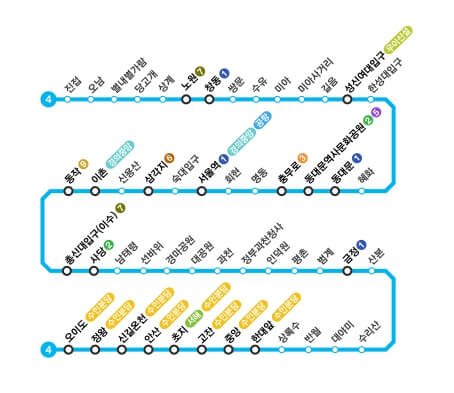 4 진접 오남 별내별가람 당고개 상계 노원 7 창동 1 쌍문 수유 미아 미아사거리 길음 성신여대입구 우이신설 한성대입구
동작 9 이촌 경의중앙 신용산 삼각지 6 숙대입구 서울역 1 경의중앙 공항 회현 명동 충무로 3 동대문역사문화공원 2 5 동대문 1 혜화
총신대입구(이수) 7 사당 2 남태령 선바위 경마공원 대공원 과천 정부과천청사 인덕원 평촌 범계 금정 1 산본
4 오이도 수인분당 정왕 수인분당 신길온천 수인분당 안산 수인분당 초지 서해 수인분당 고잔 수인분당 중앙 수인분당 한대앞 수인분당 상록수 반월 대야미 수리산